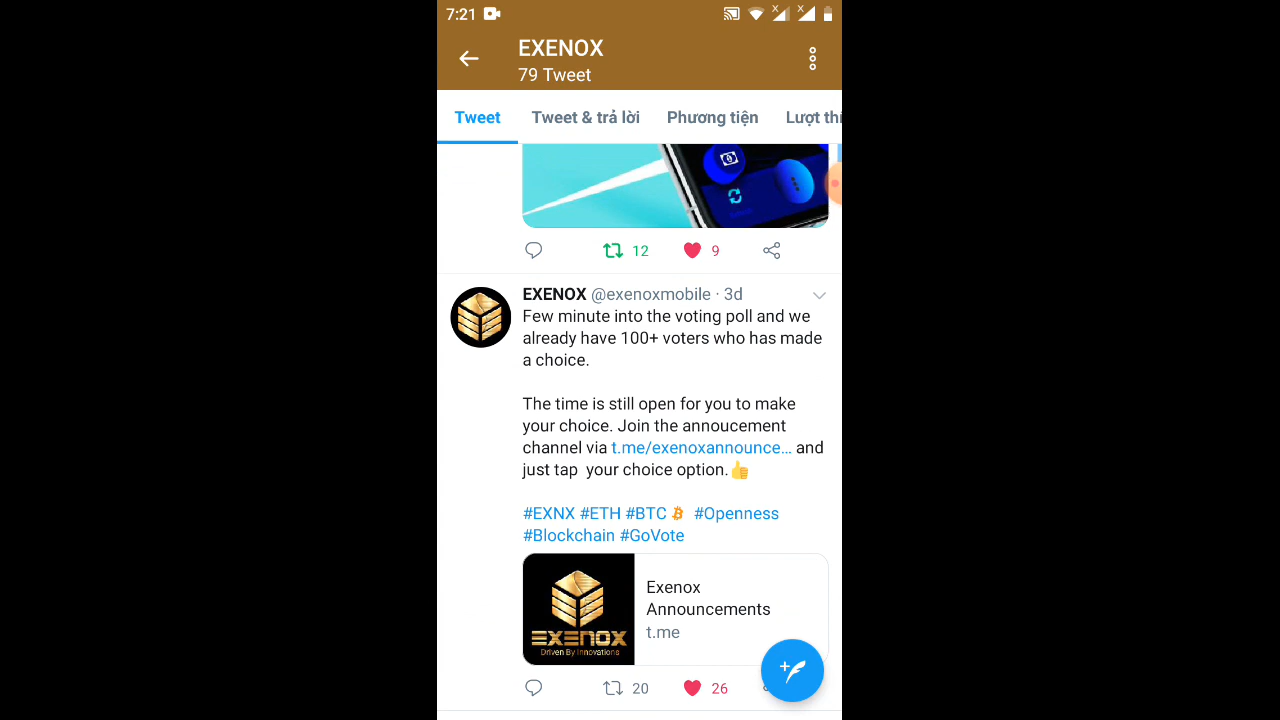 7:21
EXENOX
79 Tweet
Tweet Tweet & trả lời Phương tiện Lượt thí
12 9
EXENOX @exenoxmobile · 3d
Few minute into the voting poll and we
already have 100+ voters who has made
a choice.
The time is still open for you to make
your choice. Join the annoucement
channel via t.me/exenoxannounce… and
just tap your choice option.👍
#EXNX #ETH #BTC #Openness
#Blockchain #GoVote
EXENOX
Driven By Innovations
Exenox
Announcements
t.me
20 26